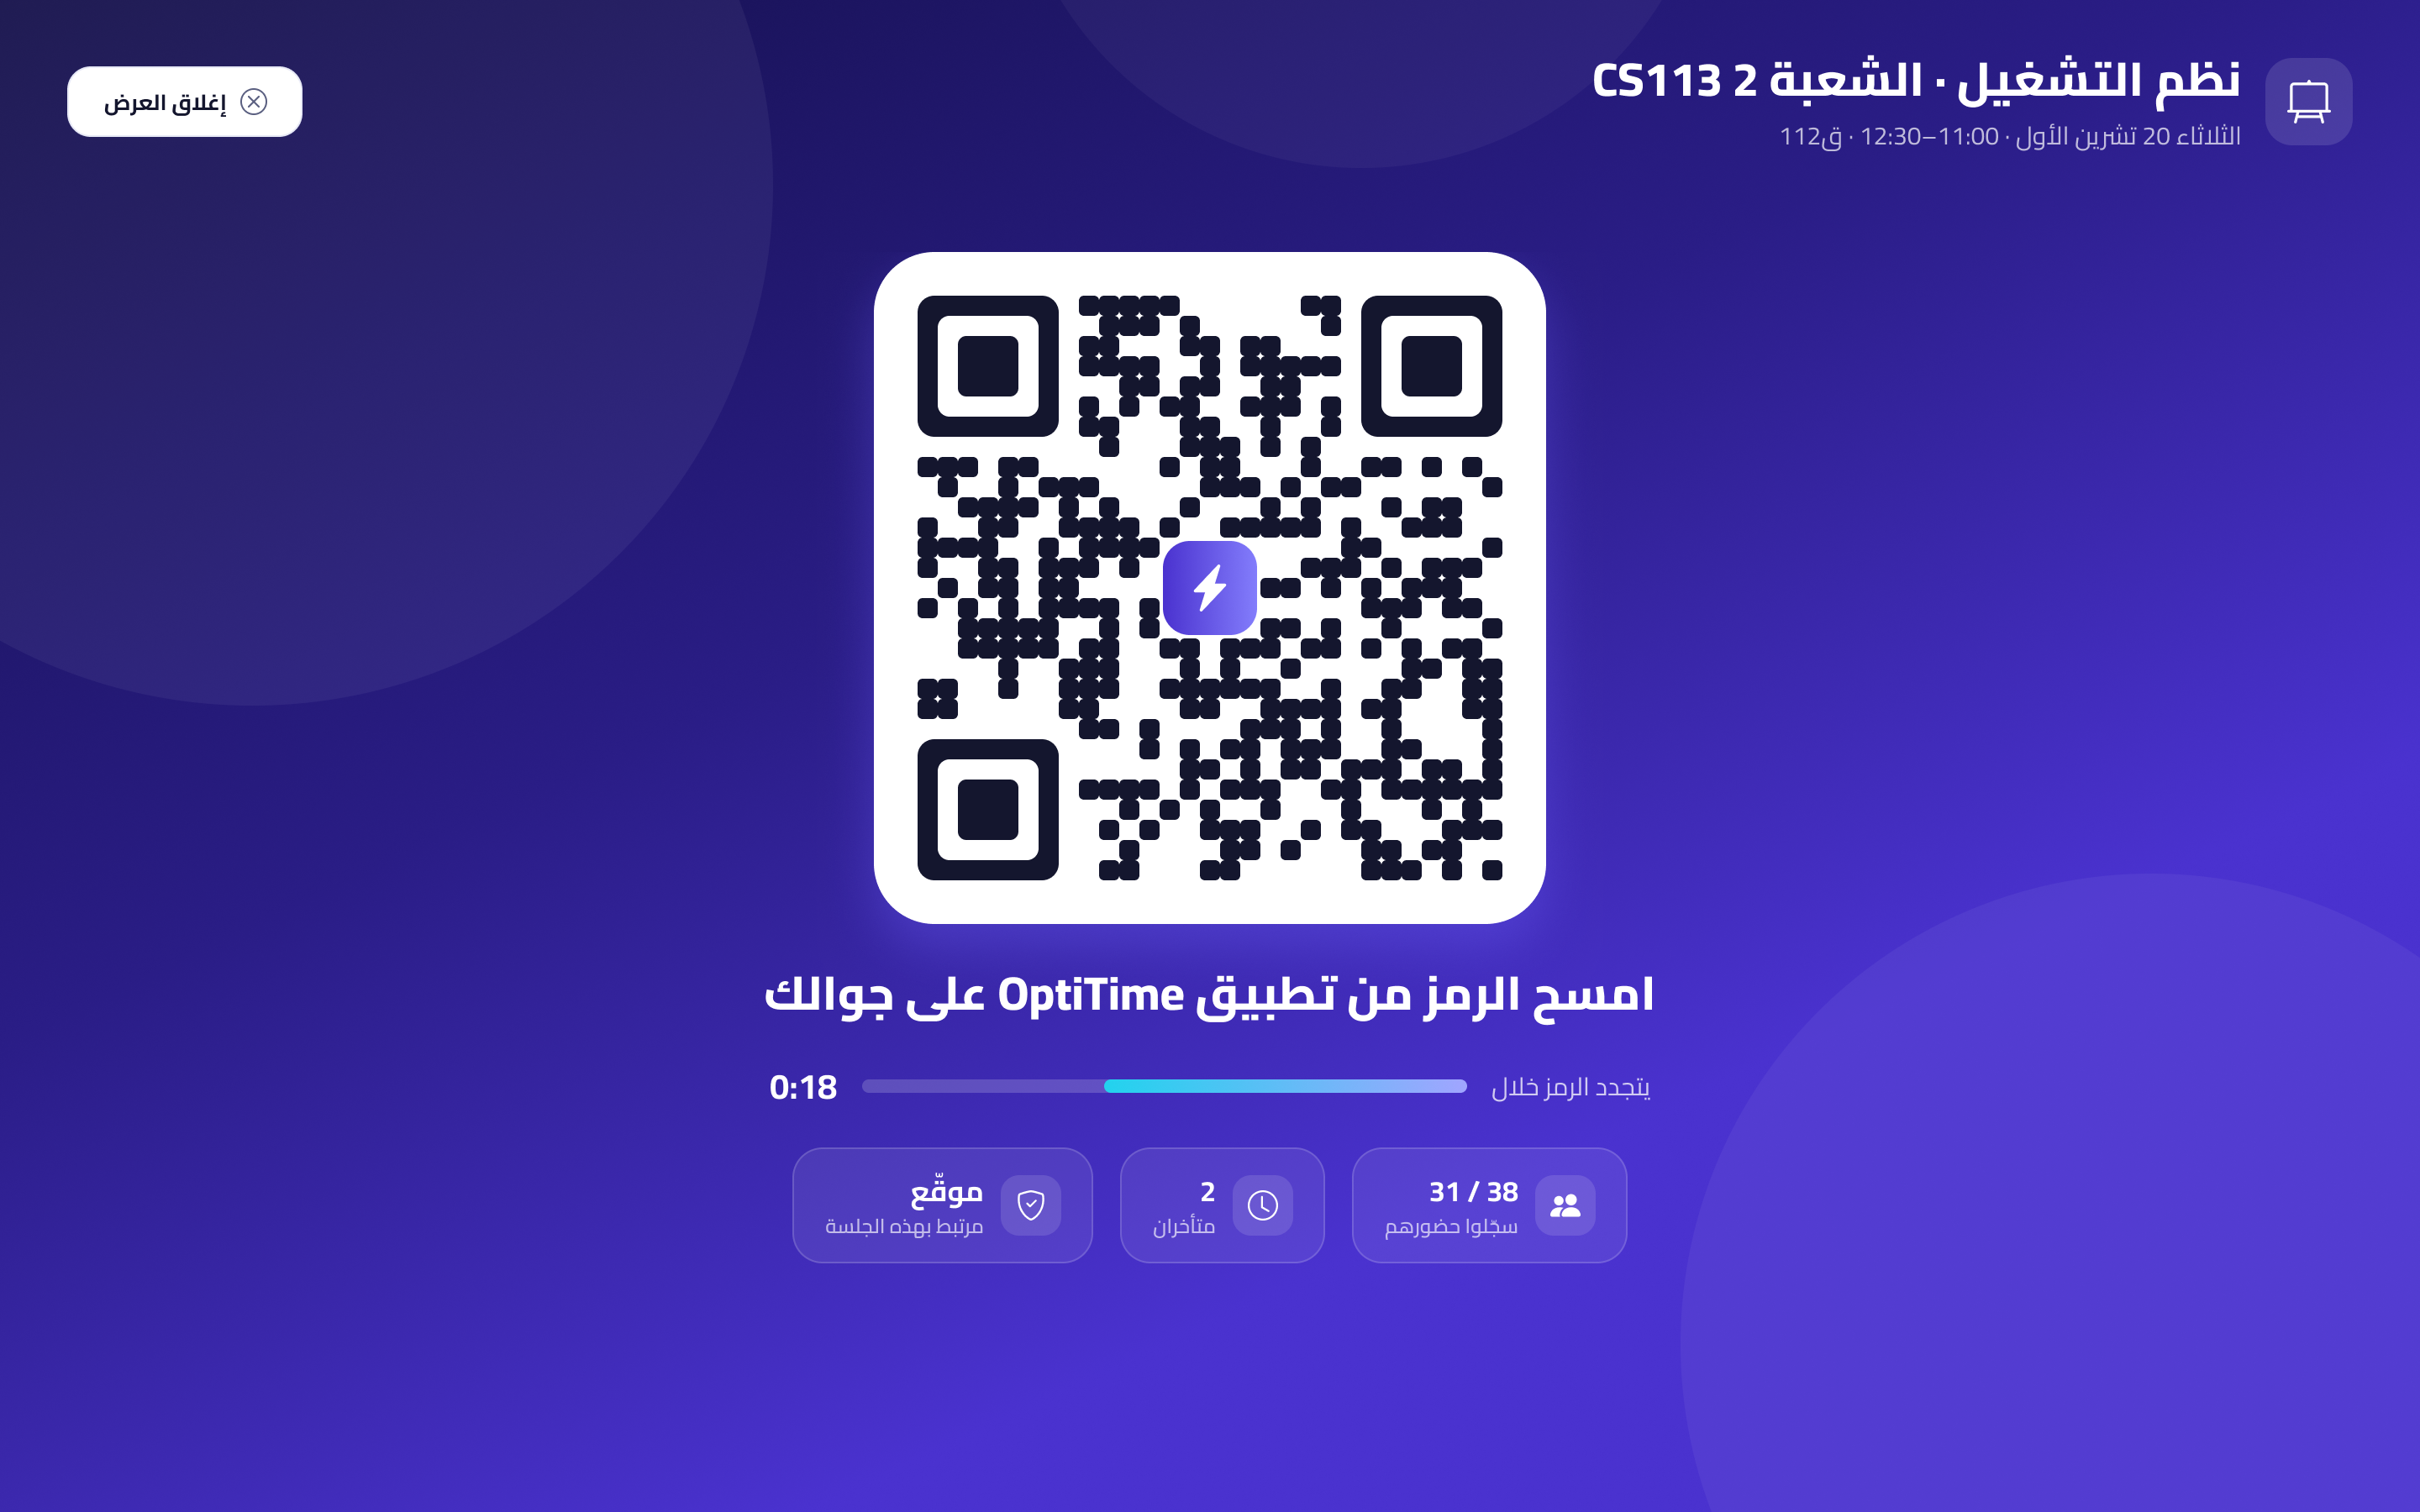 نظم التشغيل · الشعبة 2 CS113
الثلاثاء 20 تشرين الأول · 11:00–12:30 · ق112
إغلاق العرض
امسح الرمز من تطبيق OptiTime على جوالك
يتجدد الرمز خلال
0:18
31 / 38
سجّلوا حضورهم
2
متأخران
موقّع
مرتبط بهذه الجلسة